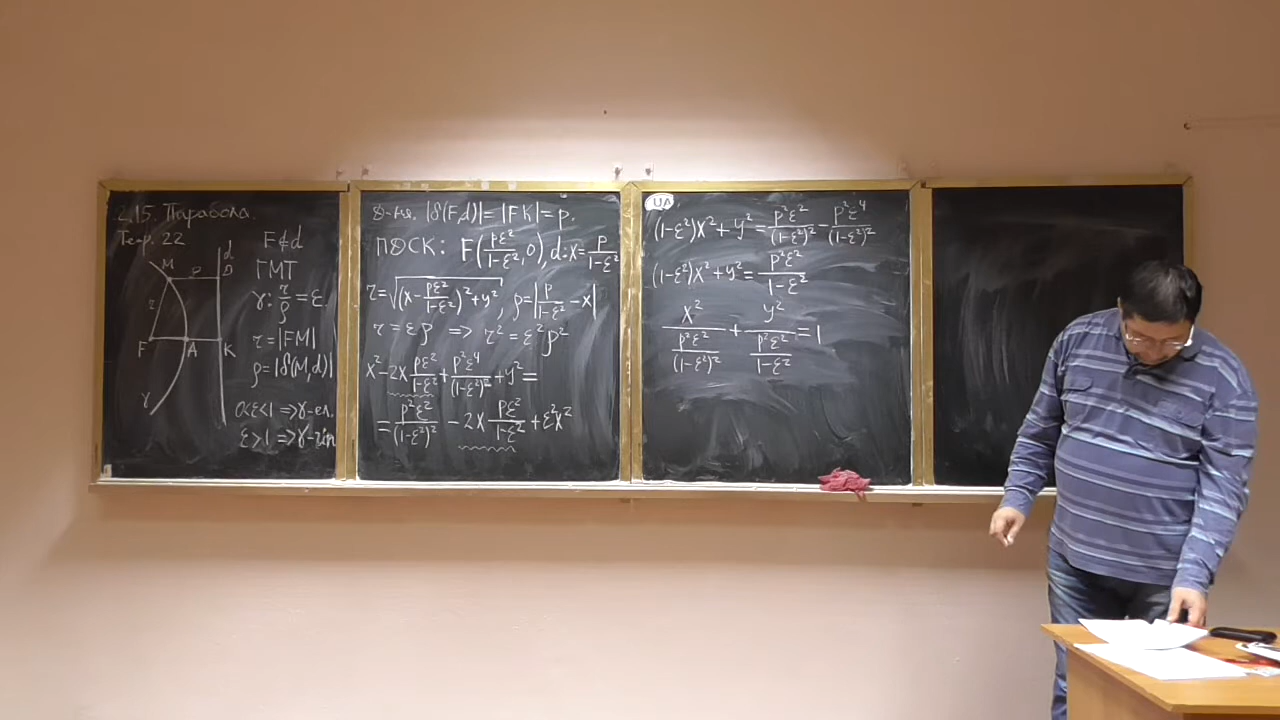 2.15. Парабола.
Теор. 22
F∉d
ГМТ
γ: r/ρ = ε.
r = |FM|
ρ = |δ(M,d)|
0<ε<1 ⇒ γ-эл.
ε>1 ⇒ γ-гип
M
P
D
d
r
F
A
K
γ
Д-ня. |δ(F,d)| = |FK| = p.
ПДСК: F(pε²/(1-ε²), 0), d: x = p/(1-ε²)
r = √((x - pε²/(1-ε²))² + y²), ρ = |p/(1-ε²) - x|
r = ερ ⇒ r² = ε²ρ²
x² - 2x pε²/(1-ε²) + p²ε⁴/(1-ε²)² + y² =
= p²ε²/(1-ε²)² - 2x pε²/(1-ε²) + ε²x²
UA
(1-ε²)x² + y² = p²ε²/(1-ε²)² - p²ε⁴/(1-ε²)²
(1-ε²)x² + y² = p²ε²/(1-ε²)
x²/(p²ε²/(1-ε²)²) + y²/(p²ε²/(1-ε²)) = 1